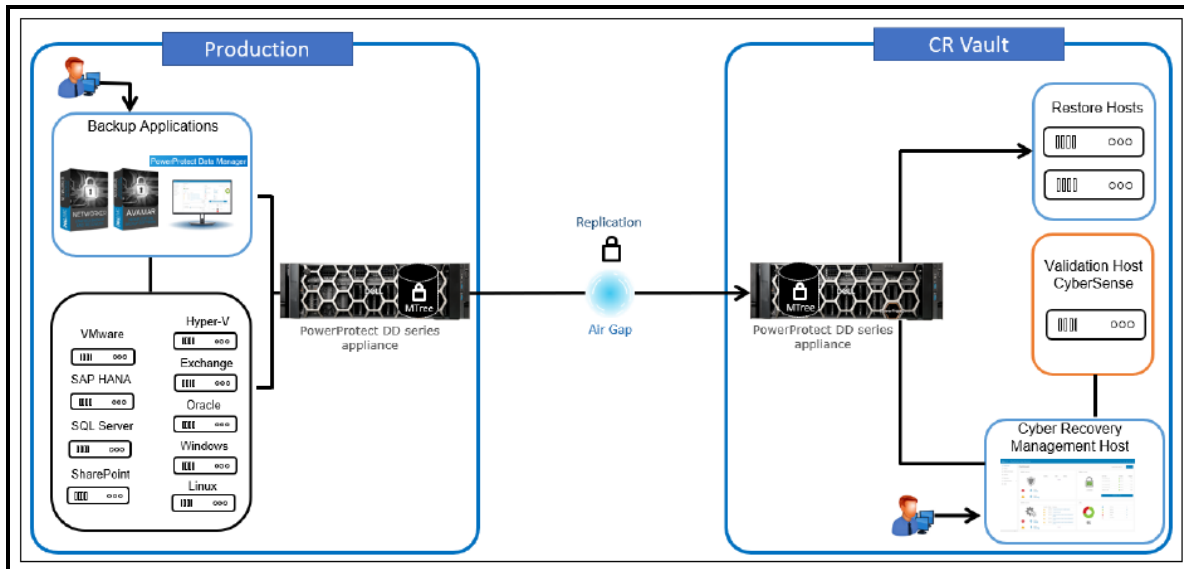 Production
CR Vault
Backup Applications
PowerProtect Data Manager
NETWORKER
AVAMAR
VMware
Hyper-V
SAP HANA
Exchange
SQL Server
Oracle
SharePoint
Windows
Linux
MTree
PowerProtect DD series
appliance
Replication
Air Gap
MTree
PowerProtect DD series
appliance
Restore Hosts
Validation Host
CyberSense
Cyber Recovery
Management Host